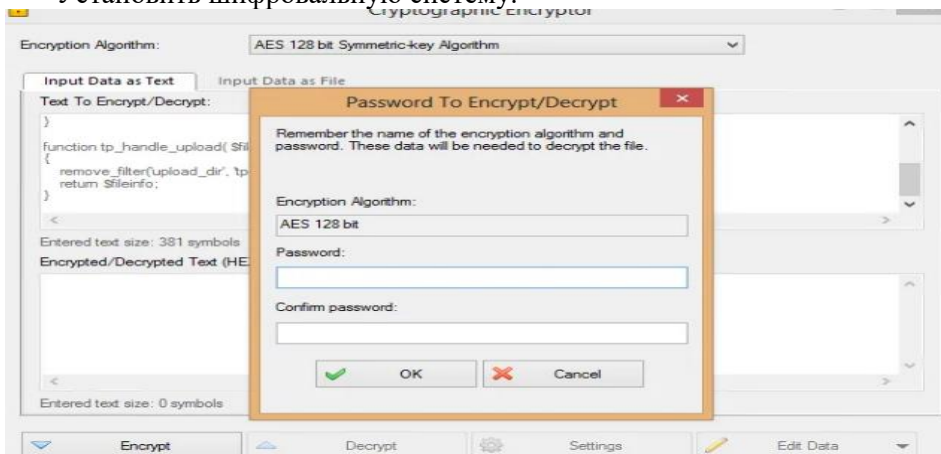 Установить шифровальную систему.
Cryptographic Encryptor
Encryption Algorithm:
AES 128 bit Symmetric-key Algorithm
Input Data as Text
Input Data as File
Text To Encrypt/Decrypt:
}
function tp_handle_upload( $fil
{
remove_filter('upload_dir', 'tp
return $fileinfo;
}
Entered text size: 381 symbols
Encrypted/Decrypted Text (HE
Entered text size: 0 symbols
Password To Encrypt/Decrypt
Remember the name of the encryption algorithm and
password. These data will be needed to decrypt the file.
Encryption Algorithm:
AES 128 bit
Password:
Confirm password:
OK
Cancel
Encrypt
Decrypt
Settings
Edit Data